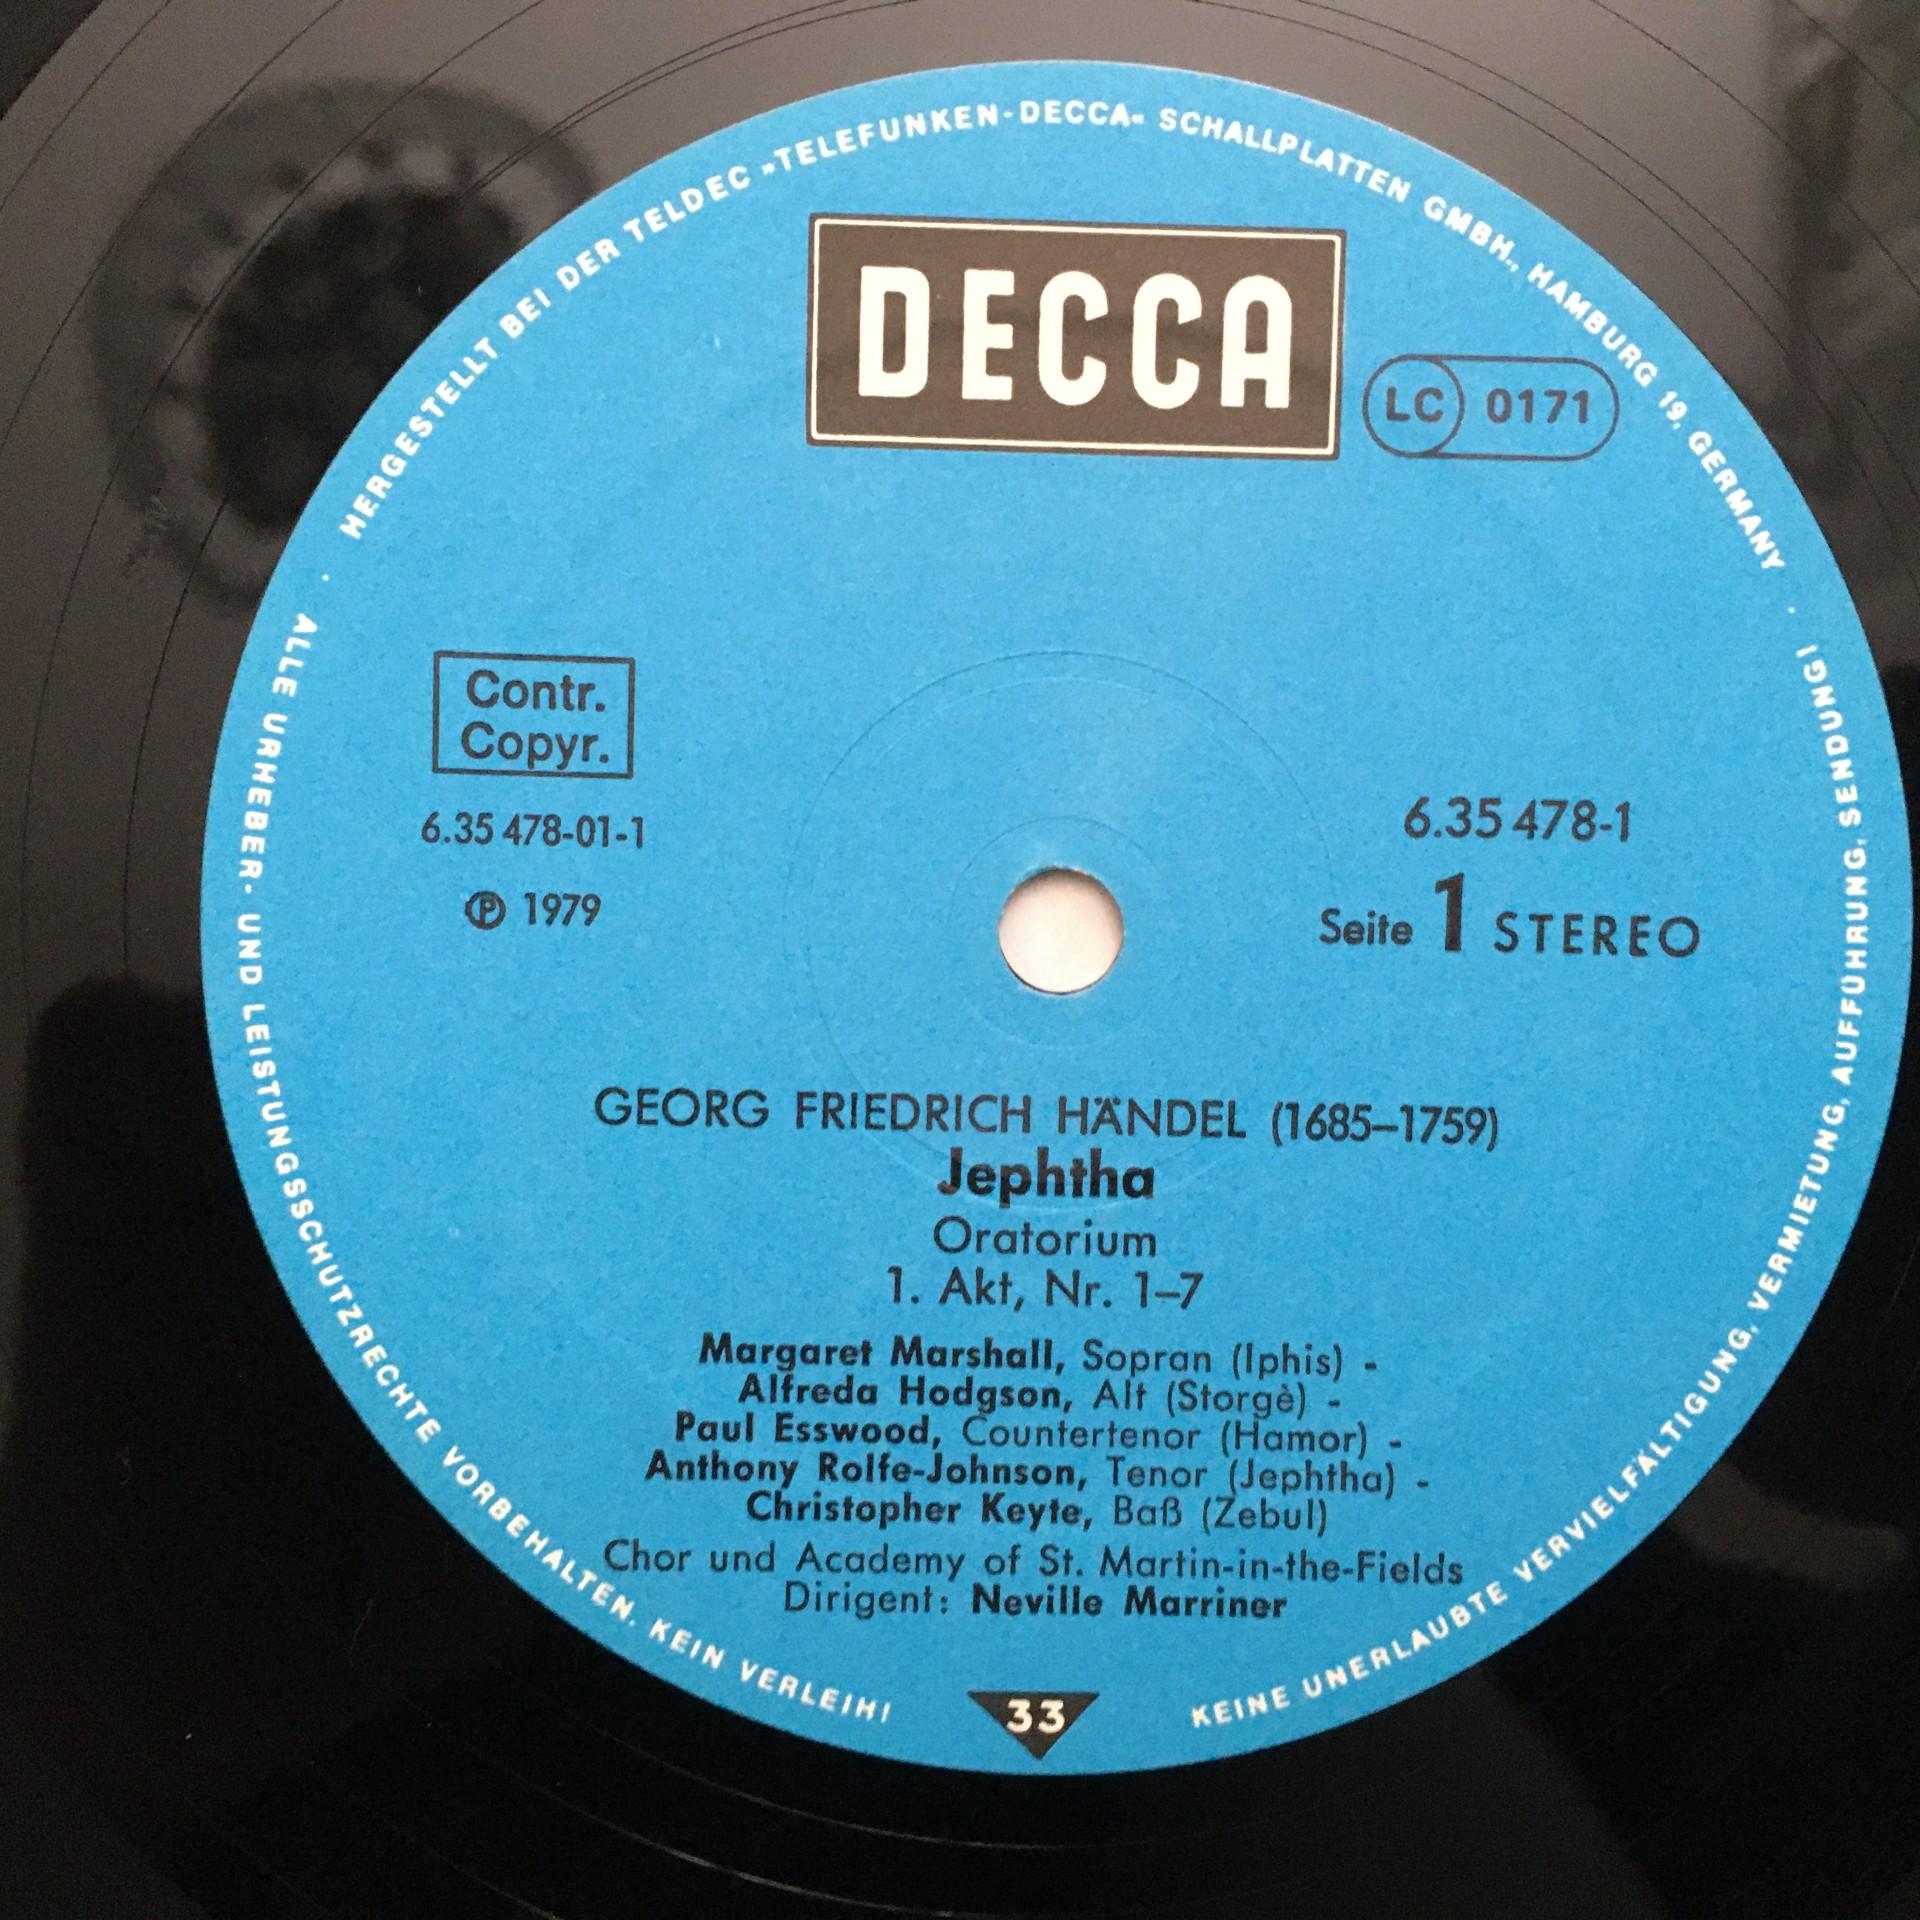 HERGESTELLT BEI DER TELDEC »TELEFUNKEN-DECCA« SCHALLPLATTEN GMBH., HAMBURG 19, GERMANY ·
DECCA
LC 0171
Contr.
Copyr.
6.35 478-01-1
Ⓟ 1979
6.35 478-1
Seite 1 STEREO
GEORG FRIEDRICH HÄNDEL (1685–1759)
Jephtha
Oratorium
1. Akt, Nr. 1–7
Margaret Marshall, Sopran (Iphis) -
Alfreda Hodgson, Alt (Storgè) -
Paul Esswood, Countertenor (Hamor) -
Anthony Rolfe-Johnson, Tenor (Jephtha) -
Christopher Keyte, Baß (Zebul)
Chor und Academy of St. Martin-in-the-Fields
Dirigent: Neville Marriner
33
· ALLE URHEBER- UND LEISTUNGSSCHUTZRECHTE VORBEHALTEN. KEIN VERLEIH!
KEINE UNERLAUBTE VERVIELFÄLTIGUNG, VERMIETUNG, AUFFÜHRUNG, SENDUNG!